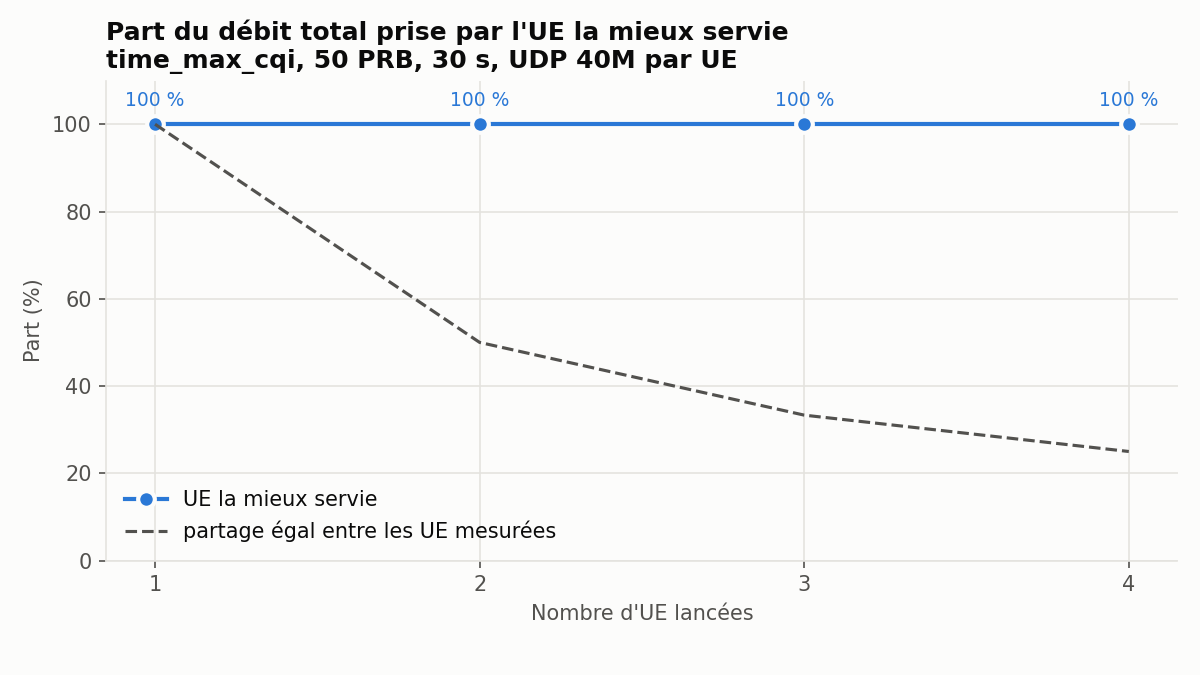 Part du débit total prise par l'UE la mieux servie
time_max_cqi, 50 PRB, 30 s, UDP 40M par UE
100 % 100 % 100 % 100 %
100
80
60
40
20
0
Part (%)
UE la mieux servie
partage égal entre les UE mesurées
1 2 3 4
Nombre d'UE lancées